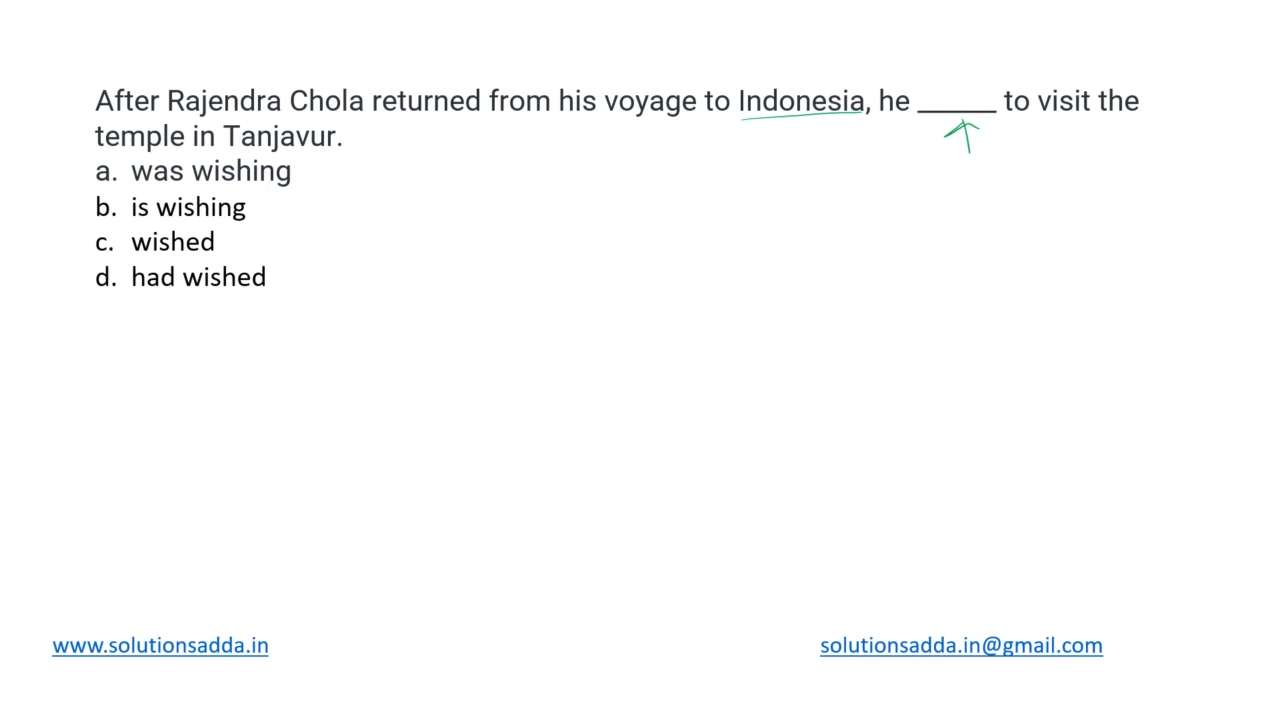 After Rajendra Chola returned from his voyage to Indonesia, he ______ to visit the
temple in Tanjavur.
a. was wishing
b. is wishing
c. wished
d. had wished
www.solutionsadda.in
solutionsadda.in@gmail.com